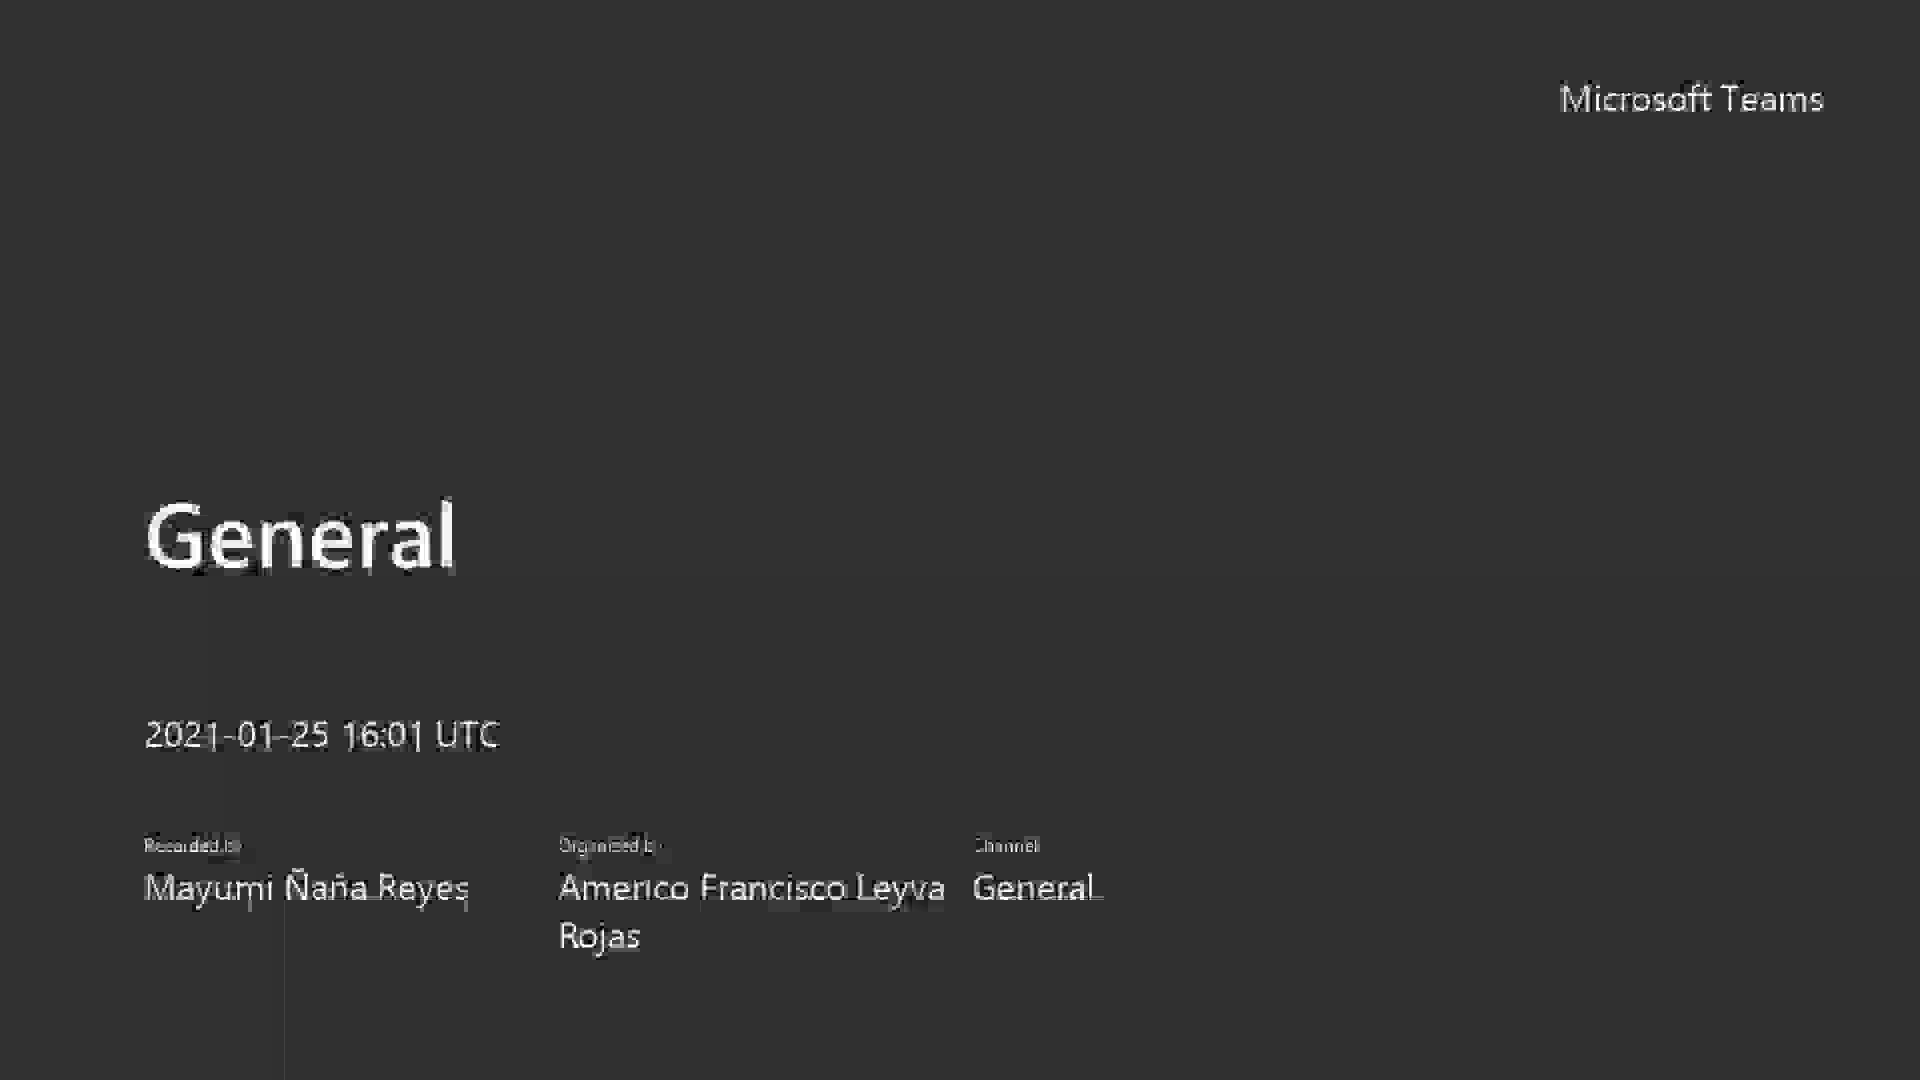 Microsoft Teams
General
2021-01-25 16:01 UTC
Recorded by
Organized by
Channel
Mayumi Ñaña Reyes
Americo Francisco Leyva
General
Rojas